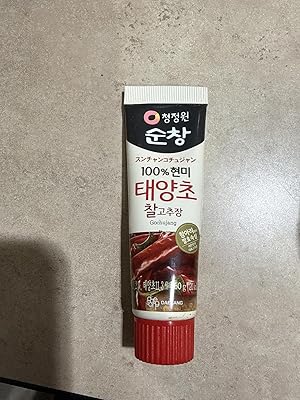 청정원
순창
スンチャンコチュジャン
100%현미
태양초
찰고추장
Gochujang
DAESANG